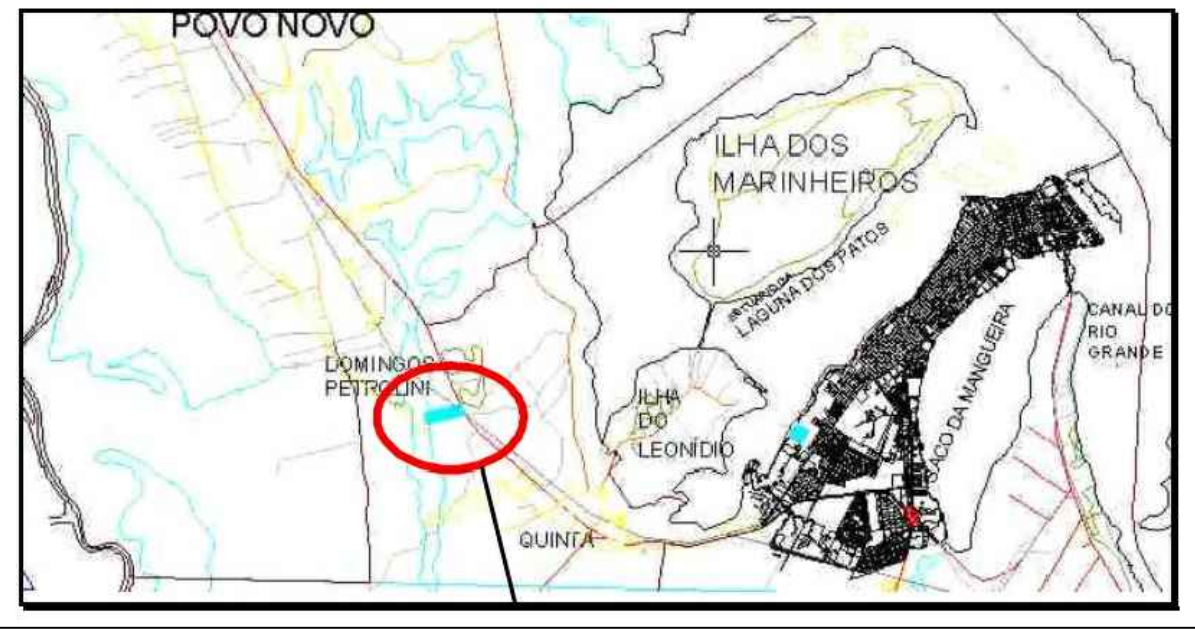 POVO NOVO
ILHA DOS
MARINHEIROS
LAGUNA DOS PATOS
CANAL DO
RIO
GRANDE
SACO DA MANGUEIRA
DOMINGOS
PETROLINI
ILHA
DO
LEONÍDIO
QUINTA